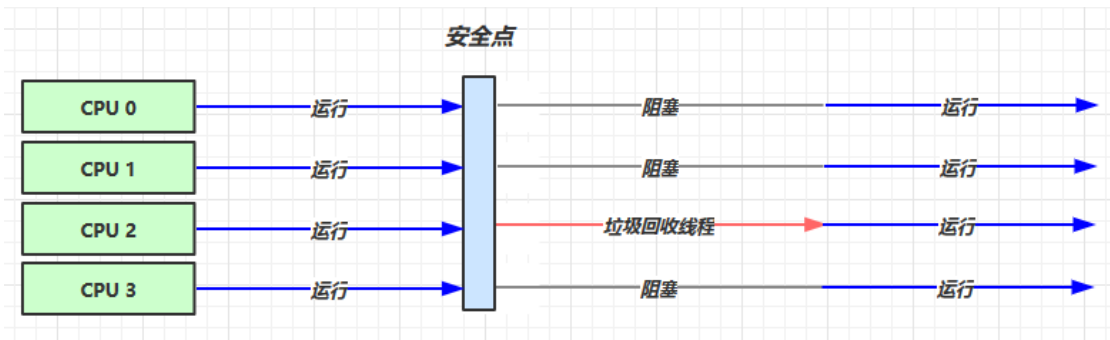 安全点
CPU 0 运行 阻塞 运行
CPU 1 运行 阻塞 运行
CPU 2 运行 垃圾回收线程 运行
CPU 3 运行 阻塞 运行